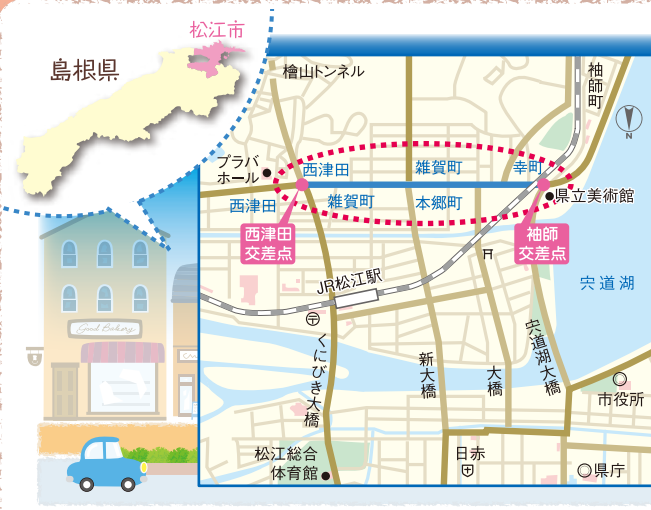 松江市
島根県
檜山トンネル
袖師町
N
プラバ
ホール
西津田
雑賀町
幸町
県立美術館
西津田
雑賀町
本郷町
西津田
交差点
袖師
交差点
宍道湖
JR松江駅
くにびき大橋
新大橋
大橋
宍道湖大橋
市役所
松江総合
体育館
日赤
県庁
Good Bakery